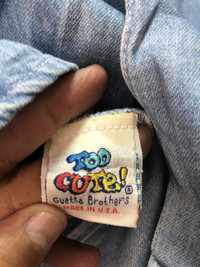 TOO
CUTE!®
Guetta Brothers
MADE IN U.S.A.